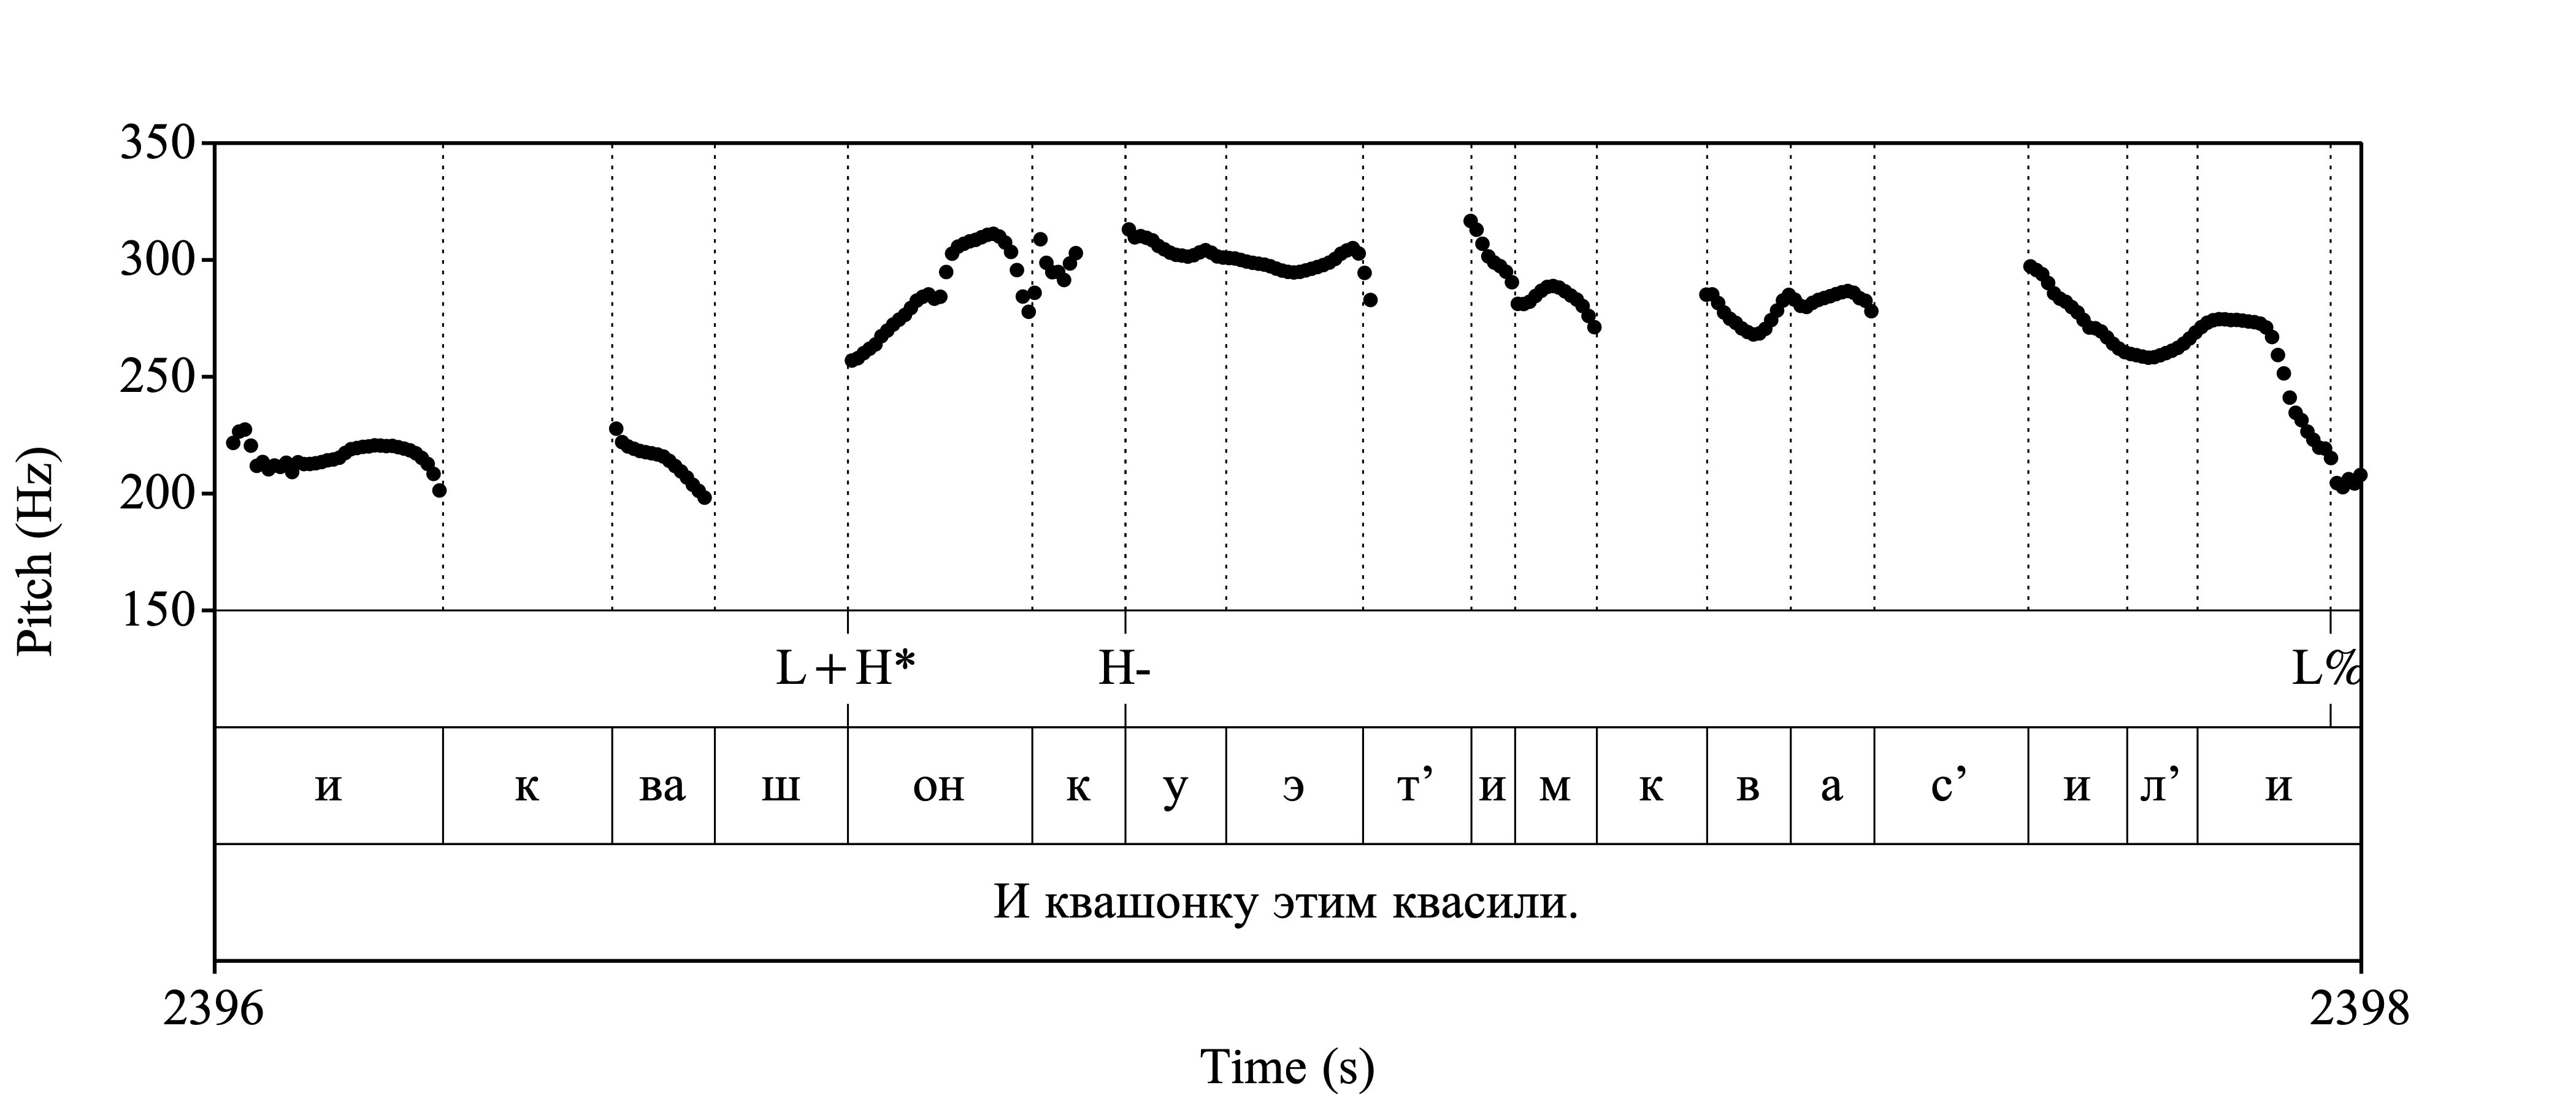 350
300
250
200
150
Pitch (Hz)
L+H* H- L%
и к ва ш он к у э т’ и м к в а с’ и л’ и
И квашонку этим квасили.
2396 2398
Time (s)